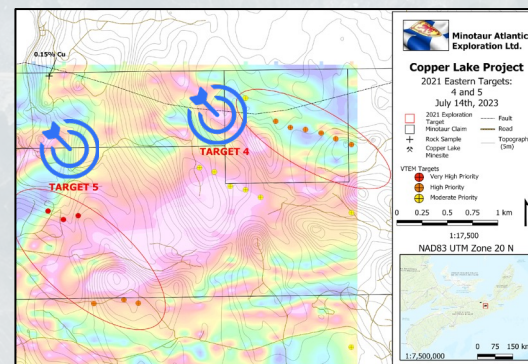 0.15% Cu
TARGET 4
TARGET 5
Minotaur Atlantic
Exploration Ltd.
Copper Lake Project
2021 Eastern Targets:
4 and 5
July 14th, 2023
2021 Exploration
Target
Minotaur Claim
Rock Sample
Copper Lake
Minesite
Fault
Road
Topograph
(5m)
VTEM Targets
Very High Priority
High Priority
Moderate Priority
0 0.25 0.5 0.75 1 km
1:17,500
NAD83 UTM Zone 20 N
0 75 150 km
1:7,500,000